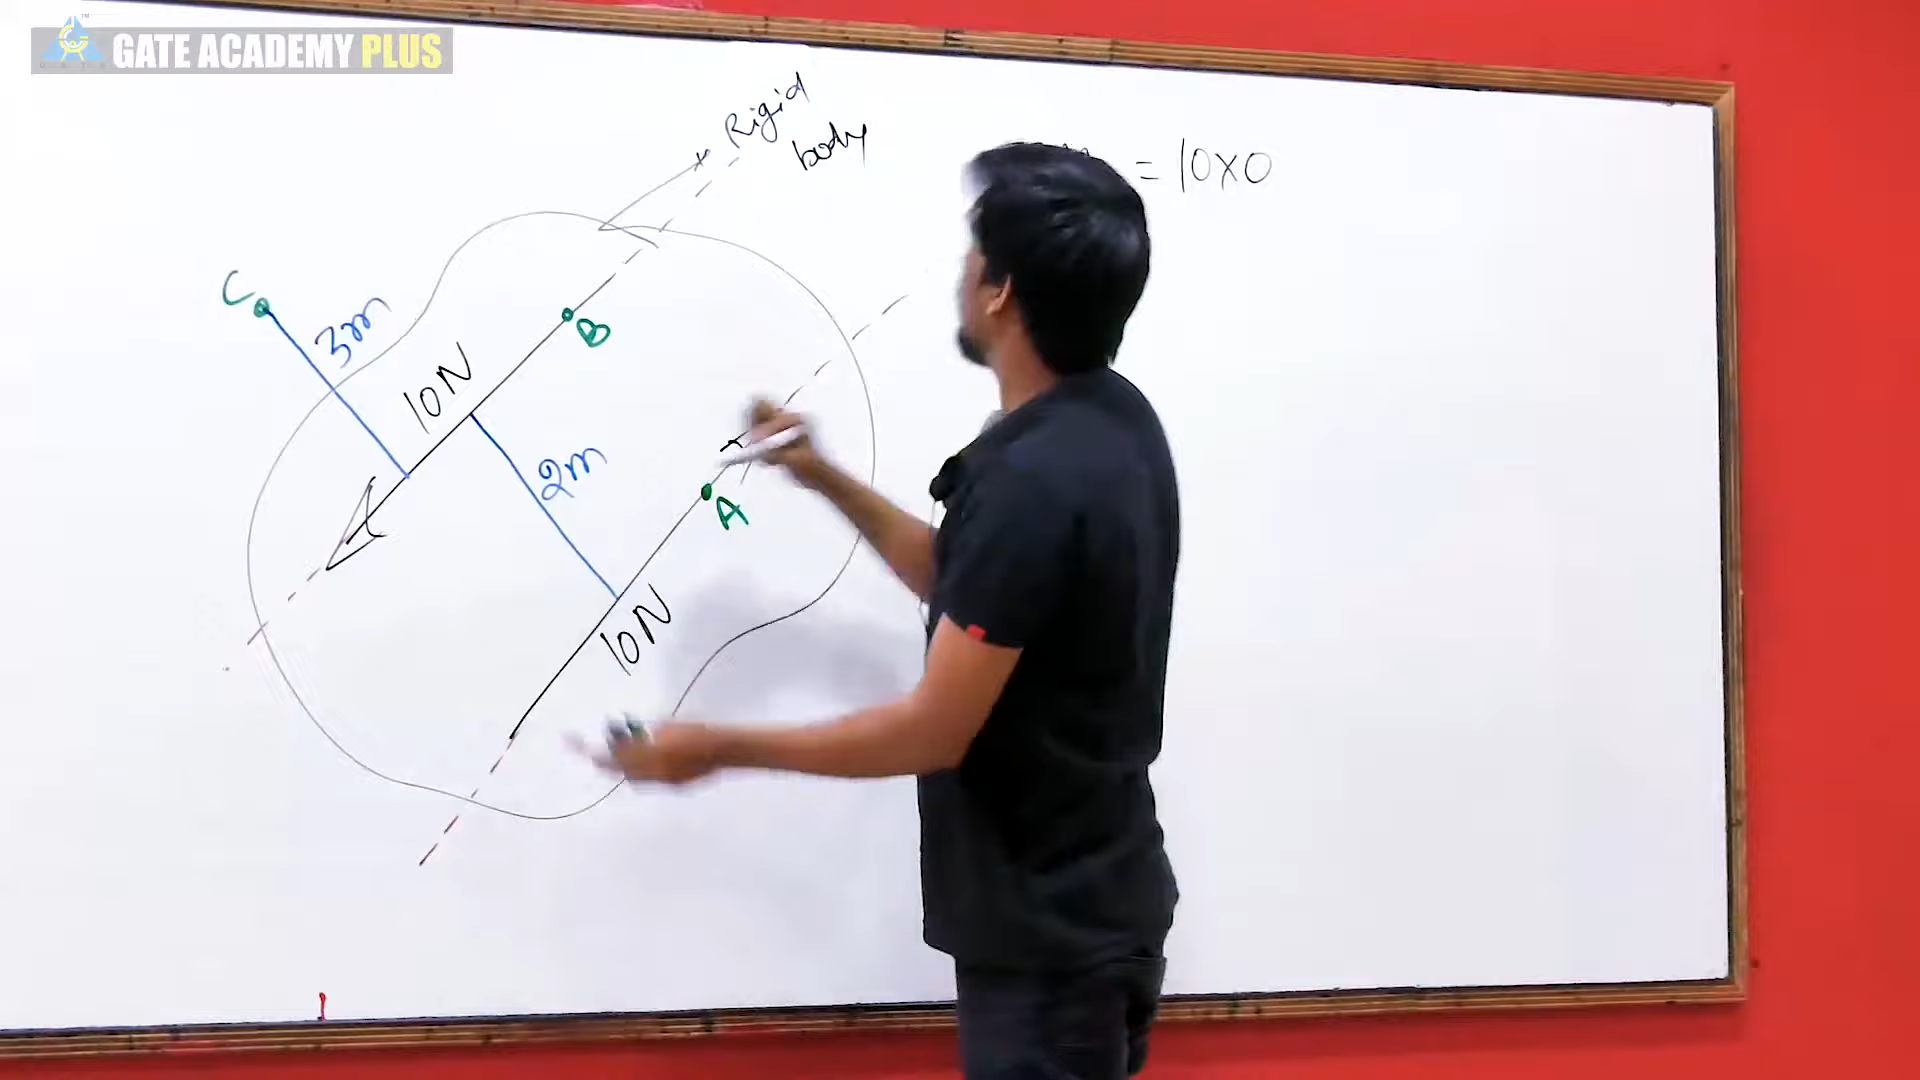 GATE ACADEMY PLUS
Rigid
body
= 10×0
C
3m
B
10N
2m
A
10N